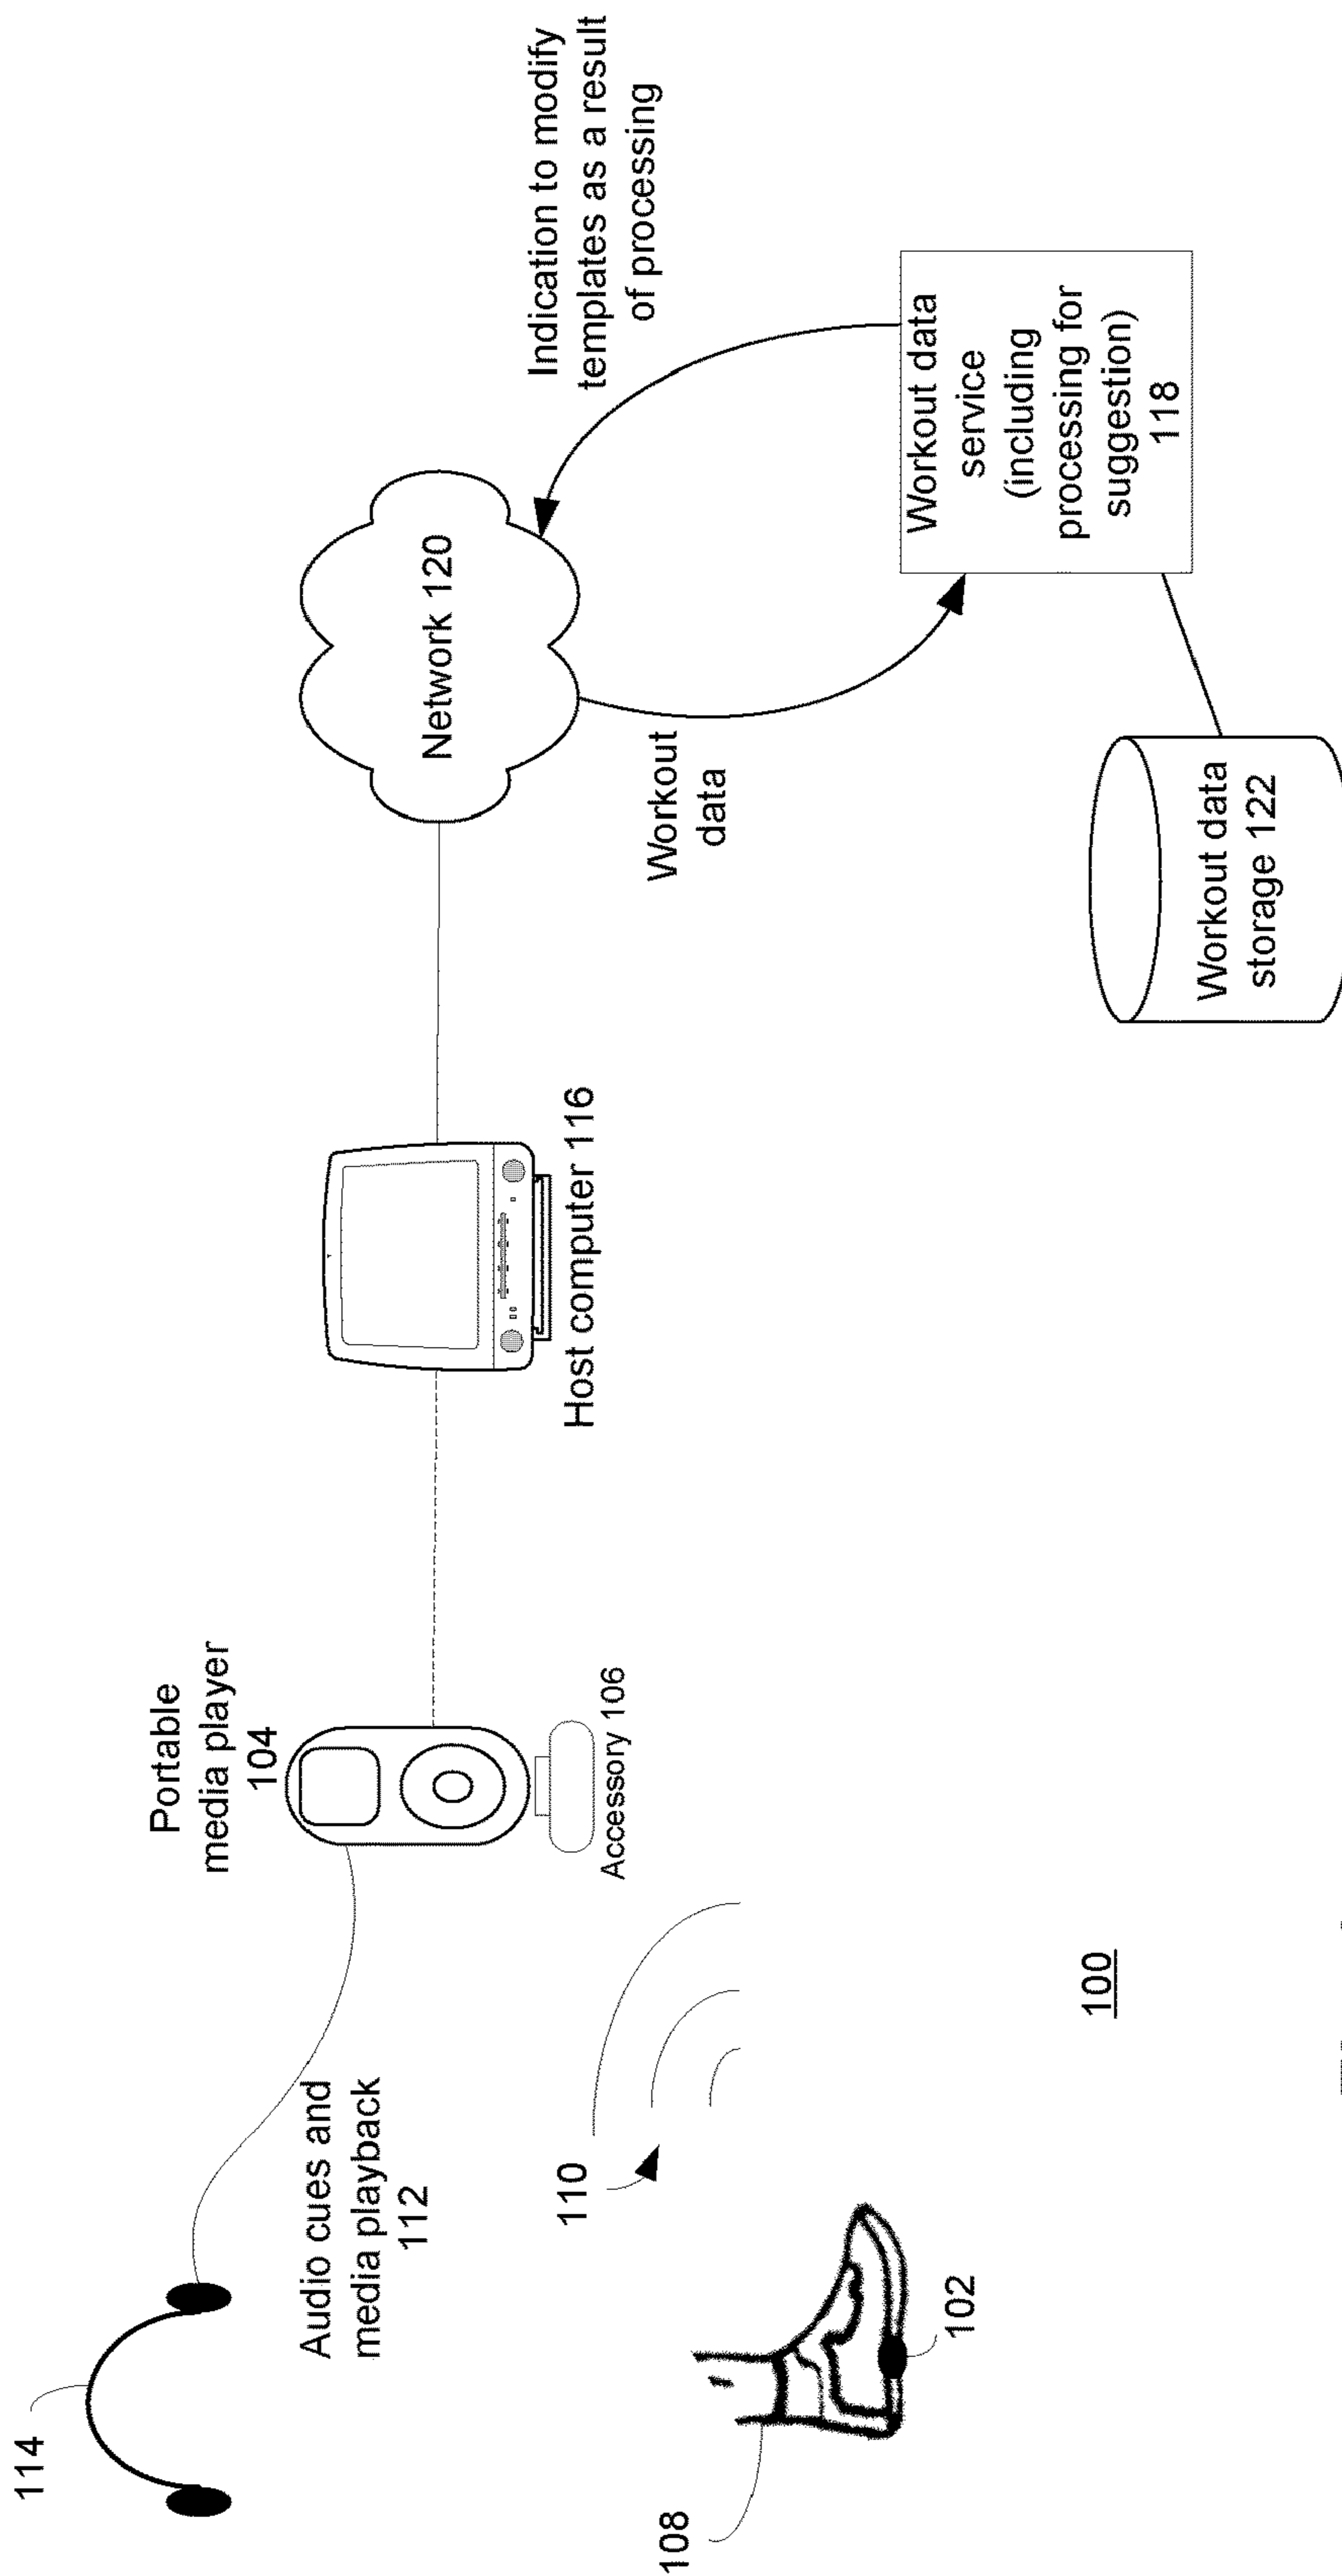 114
Audio cues and
media playback
112
Portable
media player
104
Accessory 106
Host computer 116
Network 120
Indication to modify
templates as a result
of processing
Workout
data
Workout data
service
(including
processing for
suggestion)
118
Workout data
storage 122
110
108
102
100